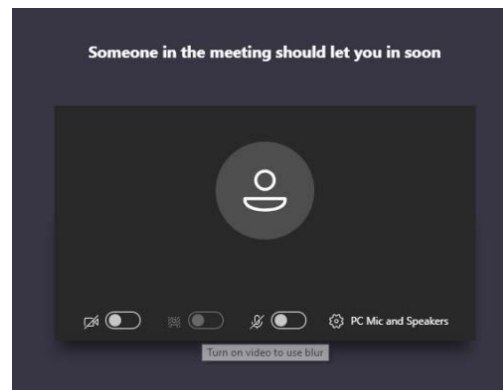 Someone in the meeting should let you in soon
PC Mic and Speakers
Turn on video to use blur